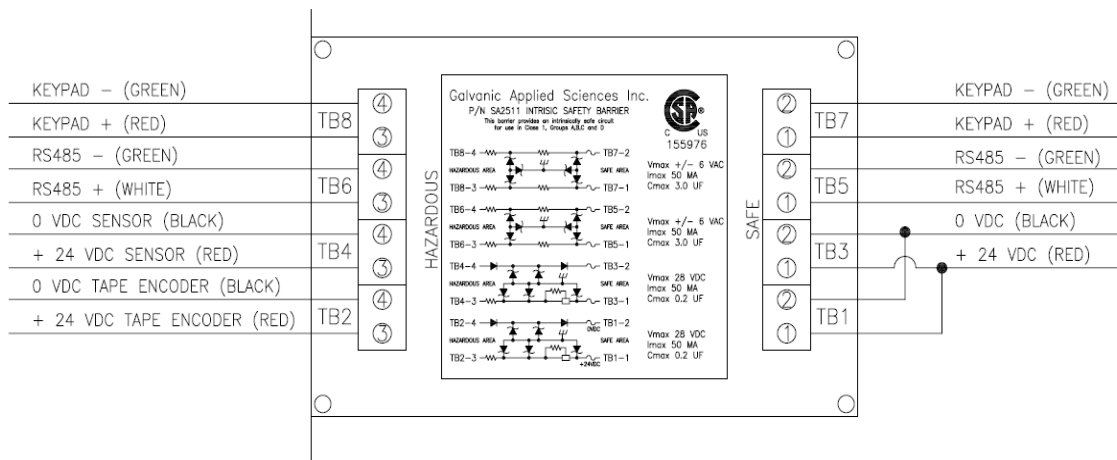 KEYPAD - (GREEN)
KEYPAD + (RED)
RS485 - (GREEN)
RS485 + (WHITE)
0 VDC SENSOR (BLACK)
+ 24 VDC SENSOR (RED)
0 VDC TAPE ENCODER (BLACK)
+ 24 VDC TAPE ENCODER (RED)
TB8
TB6
TB4
TB2
4
3
4
3
4
3
4
3
HAZARDOUS
Galvanic Applied Sciences Inc.
P/N SA2511 INTRISIC SAFETY BARRIER
This barrier provides an intrinsically safe circuit
for use in Class 1, Groups A,B,C and D
CSA ®
C US
155976
TB8-4 TB7-2
HAZARDOUS AREA SAFE AREA
TB8-3 TB7-1
Vmax +/- 6 VAC
Imax 50 MA
Cmax 3.0 UF
TB6-4 TB5-2
HAZARDOUS AREA SAFE AREA
TB6-3 TB5-1
Vmax +/- 6 VAC
Imax 50 MA
Cmax 3.0 UF
TB4-4 TB3-2
HAZARDOUS AREA SAFE AREA
TB4-3 TB3-1
Vmax 28 VDC
Imax 50 MA
Cmax 0.2 UF
TB2-4 TB1-2
0VDC
HAZARDOUS AREA SAFE AREA
TB2-3 TB1-1
+24VDC
Vmax 28 VDC
Imax 50 MA
Cmax 0.2 UF
SAFE
2
1
2
1
2
1
2
1
TB7
TB5
TB3
TB1
KEYPAD - (GREEN)
KEYPAD + (RED)
RS485 - (GREEN)
RS485 + (WHITE)
0 VDC (BLACK)
+ 24 VDC (RED)